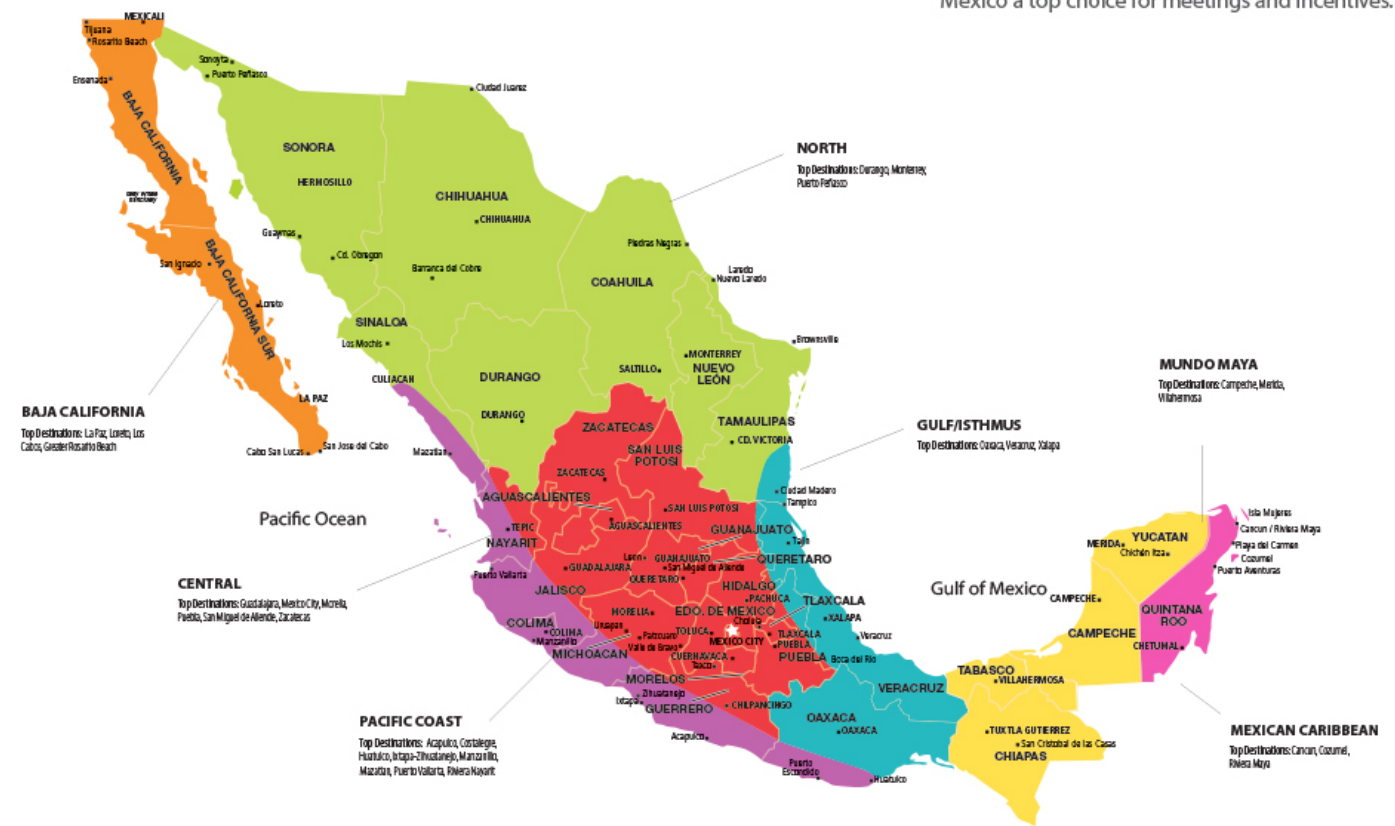 Mexico a top choice for meetings and incentives.
MEXICALI
Tijuana
Rosarito Beach
Ensenada
BAJA CALIFORNIA
San Ignacio
BAJA CALIFORNIA SUR
Loreto
LA PAZ
Cabo San Lucas
San Jose del Cabo
BAJA CALIFORNIA
Top Destinations: La Paz, Loreto, Los
Cabos, Greater Rosarito Beach
Sonoyta
Puerto Peñasco
SONORA
HERMOSILLO
Guaymas
Cd. Obregon
Ciudad Juarez
CHIHUAHUA
CHIHUAHUA
Barranca del Cobre
SINALOA
Los Mochis
CULIACAN
DURANGO
DURANGO
COAHUILA
Piedras Negras
Laredo
Nuevo Laredo
SALTILLO
MONTERREY
NUEVO
LEÓN
Brownsville
TAMAULIPAS
CD. VICTORIA
NORTH
Top Destinations: Durango, Monterrey,
Puerto Peñasco
Mazatlan
Pacific Ocean
ZACATECAS
ZACATECAS
SAN LUIS
POTOSI
SAN LUIS POTOSI
AGUASCALIENTES
AGUASCALIENTES
TEPIC
NAYARIT
Puerto Vallarta
GUADALAJARA
JALISCO
Leon
GUANAJUATO
GUANAJUATO
San Miguel de Allende
QUERETARO
QUERETARO
HIDALGO
PACHUCA
MORELIA
EDO. DE MEXICO
Cholula
TLAXCALA
TLAXCALA
Uruapan
Patzcuaro
TOLUCA
MEXICO CITY
Valle de Bravo
PUEBLA
PUEBLA
CUERNAVACA
Taxco
COLIMA
COLIMA
Manzanillo
MICHOACAN
MORELOS
Zihuatanejo
Ixtapa
GUERRERO
CHILPANCINGO
Acapulco
Puerto
Escondido
Huatulco
CENTRAL
Top Destinations: Guadalajara, Mexico City, Morelia,
Puebla, San Miguel de Allende, Zacatecas
PACIFIC COAST
Top Destinations: Acapulco, Costalegre,
Huatulco, Ixtapa-Zihuatanejo, Manzanillo,
Mazatlan, Puerto Vallarta, Riviera Nayarit
GULF/ISTHMUS
Top Destinations: Oaxaca, Veracruz, Xalapa
Ciudad Madero
Tampico
Tajin
XALAPA
Veracruz
Boca del Rio
VERACRUZ
OAXACA
OAXACA
Gulf of Mexico
MUNDO MAYA
Top Destinations: Campeche, Merida,
Villahermosa
MERIDA
YUCATAN
Chichén Itza
CAMPECHE
CAMPECHE
TABASCO
VILLAHERMOSA
TUXTLA GUTIERREZ
San Cristobal de las Casas
CHIAPAS
Isla Mujeres
Cancun / Riviera Maya
Playa del Carmen
Cozumel
Puerto Aventuras
QUINTANA
ROO
CHETUMAL
MEXICAN CARIBBEAN
Top Destinations: Cancun, Cozumel,
Riviera Maya